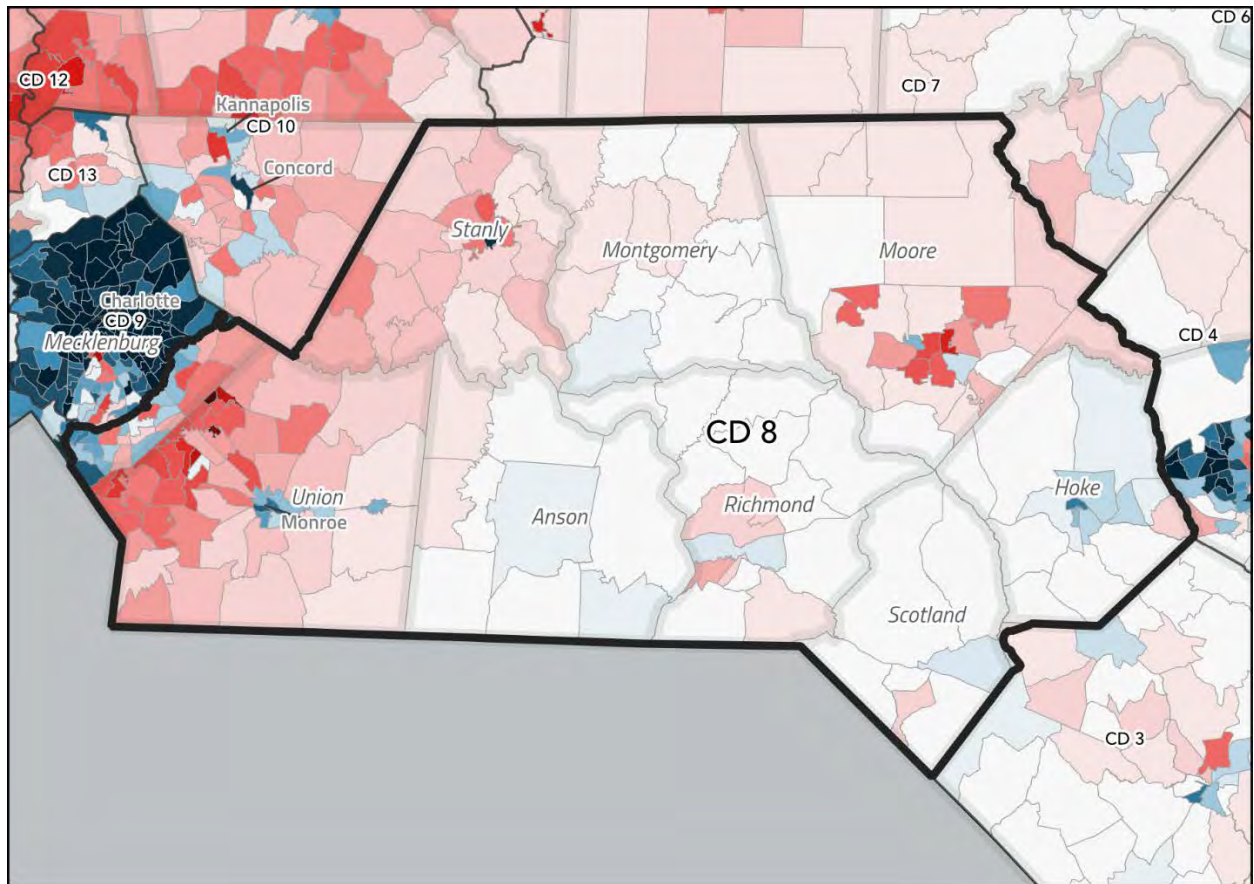 CD 6
CD 12
CD 7
Kannapolis
CD 10
Concord
CD 13
Stanly
Montgomery
Moore
Charlotte
CD 9
Mecklenburg
CD 4
CD 8
Union
Monroe
Anson
Richmond
Hoke
Scotland
CD 3